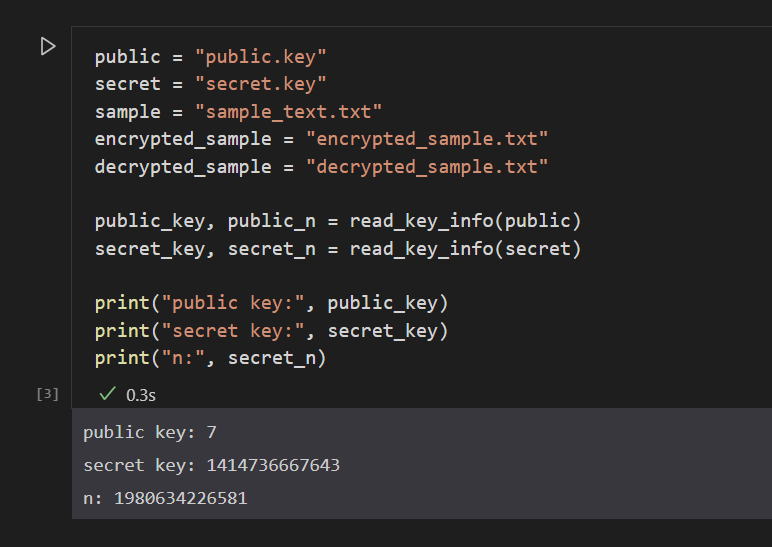 public = "public.key"
secret = "secret.key"
sample = "sample_text.txt"
encrypted_sample = "encrypted_sample.txt"
decrypted_sample = "decrypted_sample.txt"
public_key, public_n = read_key_info(public)
secret_key, secret_n = read_key_info(secret)
print("public key:", public_key)
print("secret key:", secret_key)
print("n:", secret_n)
[3] ✓ 0.3s
public key: 7
secret key: 1414736667643
n: 1980634226581